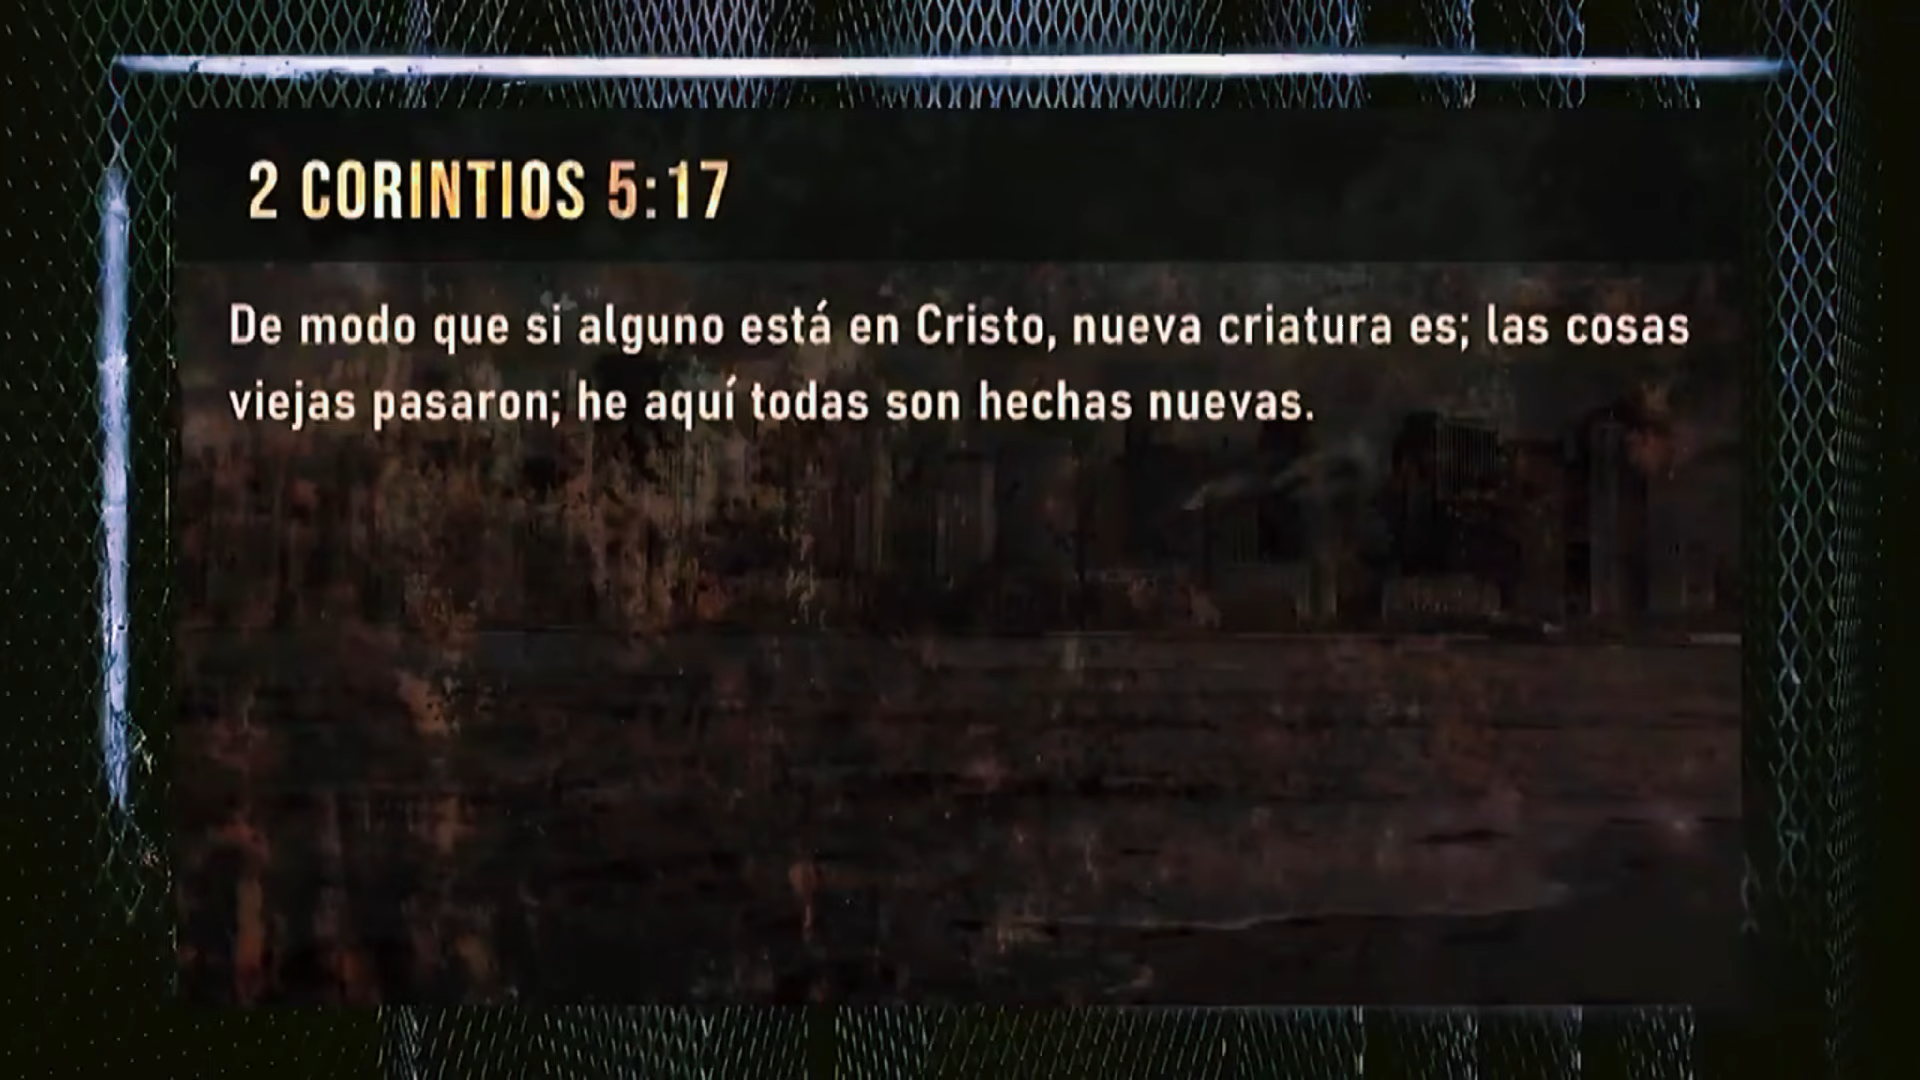 2 CORINTIOS 5:17
De modo que si alguno está en Cristo, nueva criatura es; las cosas
viejas pasaron; he aquí todas son hechas nuevas.